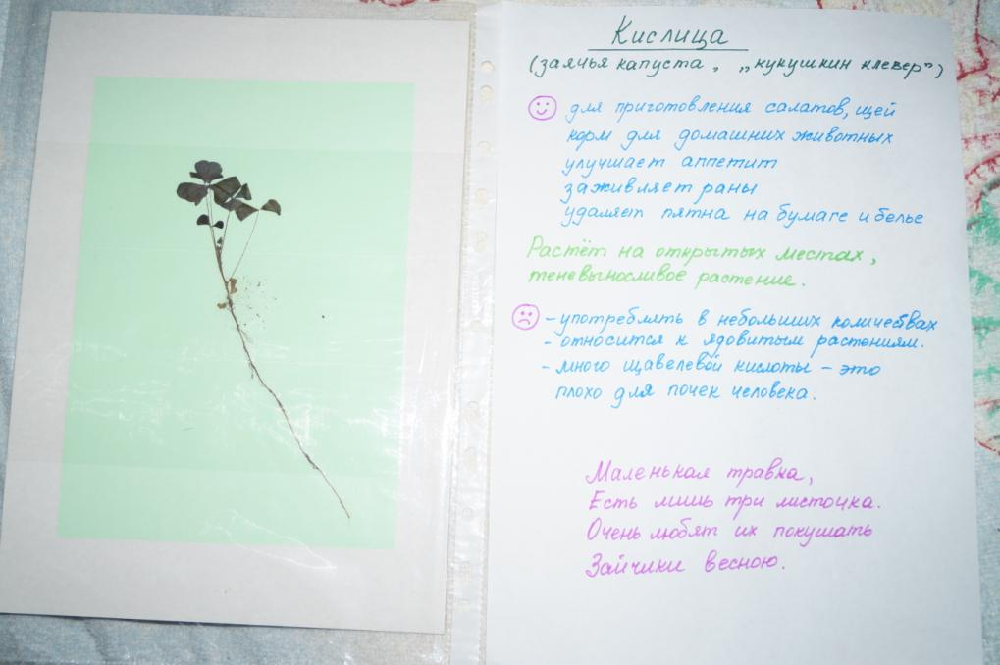 Кислица
(заячья капуста, „кукушкин клевер")
для приготовления салатов, щей
корм для домашних животных
улучшает аппетит
заживляет раны
удаляет пятна на бумаге и белье
Растёт на открытых местах,
теневыносливое растение.
- употреблять в небольших количествах
- относится к ядовитым растениям.
- много щавелевой кислоты - это
плохо для почек человека.
Маленькая травка,
Есть лишь три листочка.
Очень любят их покушать
Зайчики весною.